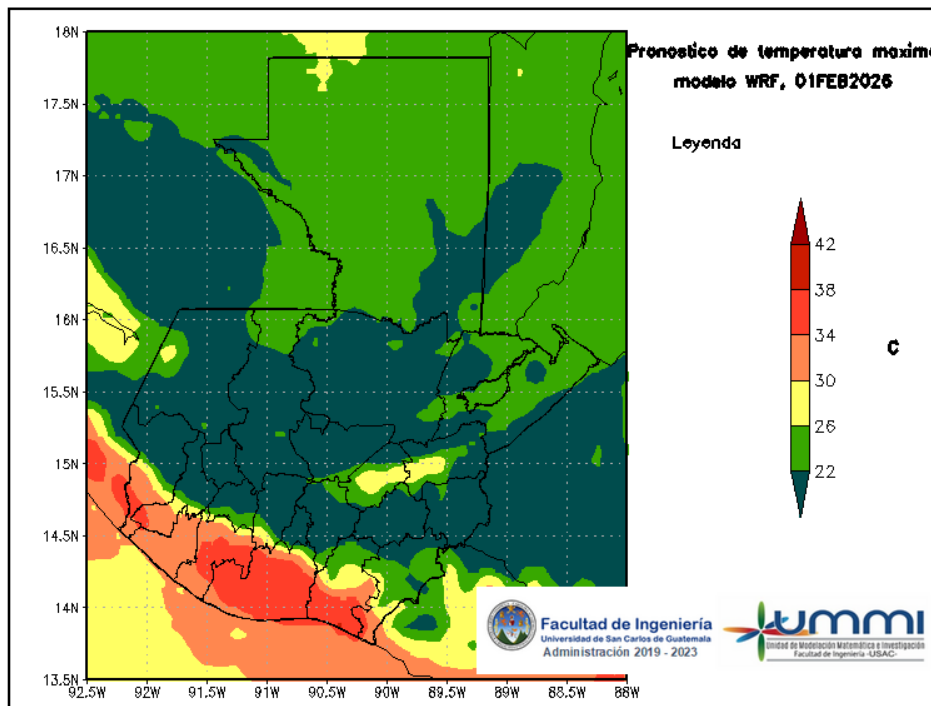 Pronostico de temperatura maxima
modelo WRF, 01FEB2026
Leyenda
42
38
34
30
26
22
C
18N
17.5N
17N
16.5N
16N
15.5N
15N
14.5N
14N
13.5N
92.5W
92W
91.5W
91W
90.5W
90W
89.5W
89W
88.5W
88W
Facultad de Ingeniería
Universidad de San Carlos de Guatemala
Administración 2019 - 2023
UMMI
Unidad de Modelación Matemática e Investigación
Facultad de Ingeniería -USAC-